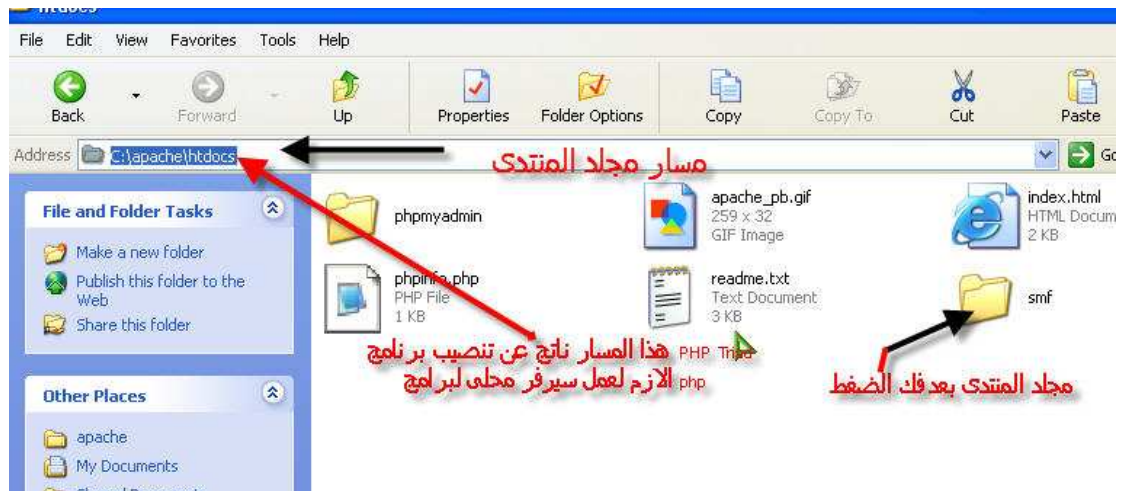 htdocs
File Edit View Favorites Tools Help
Back Forward Up Properties Folder Options Copy Copy To Cut Paste
Address C:\apache\htdocs
مسار مجلد المنتدى
File and Folder Tasks
Make a new folder
Publish this folder to the
Web
Share this folder
phpmyadmin
apache_pb.gif
259 x 32
GIF Image
index.html
HTML Docum
2 KB
phpinfo.php
PHP File
1 KB
readme.txt
Text Document
3 KB
smf
هذا المسار ناتج عن تنصيب برنامج PHP Triad
الازم لعمل سيرفر محلى لبرامج php
مجلد المنتدى بعد فك الضغط
Other Places
apache
My Documents